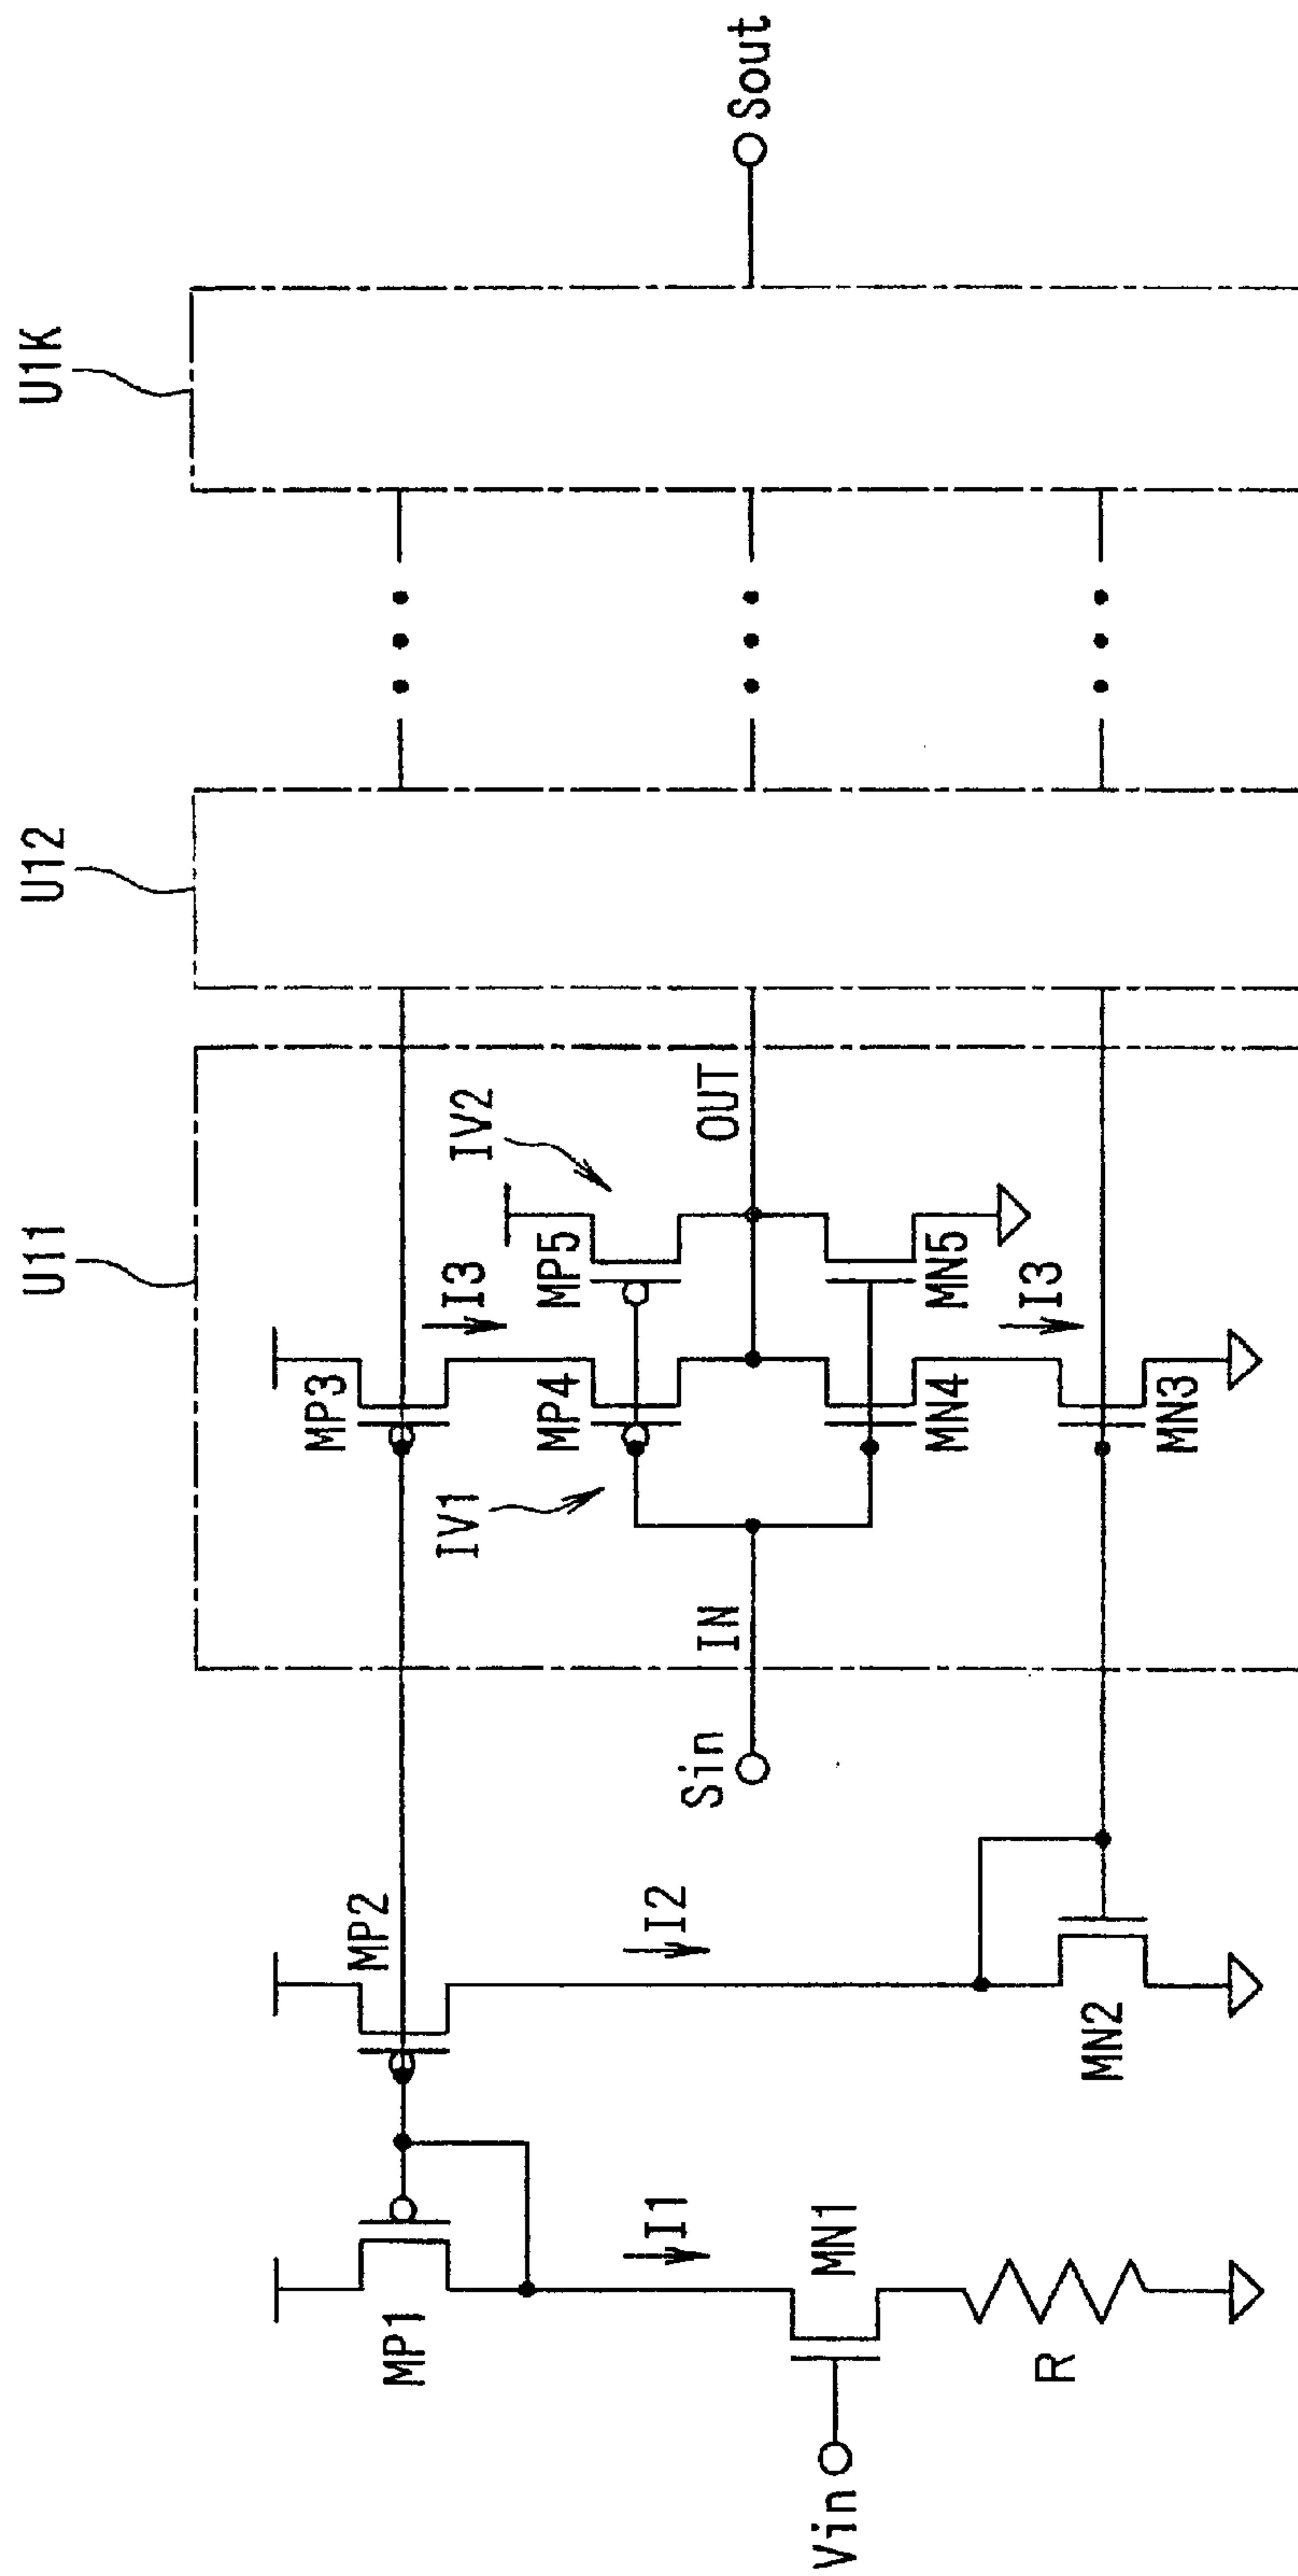 U11
U12
U1K
MP1
MP2
MP3
I3
IV2
IV1
MP4
MP5
OUT
Sout
Sin
IN
I1
I2
Vin
MN1
MN4
MN5
I3
R
MN2
MN3